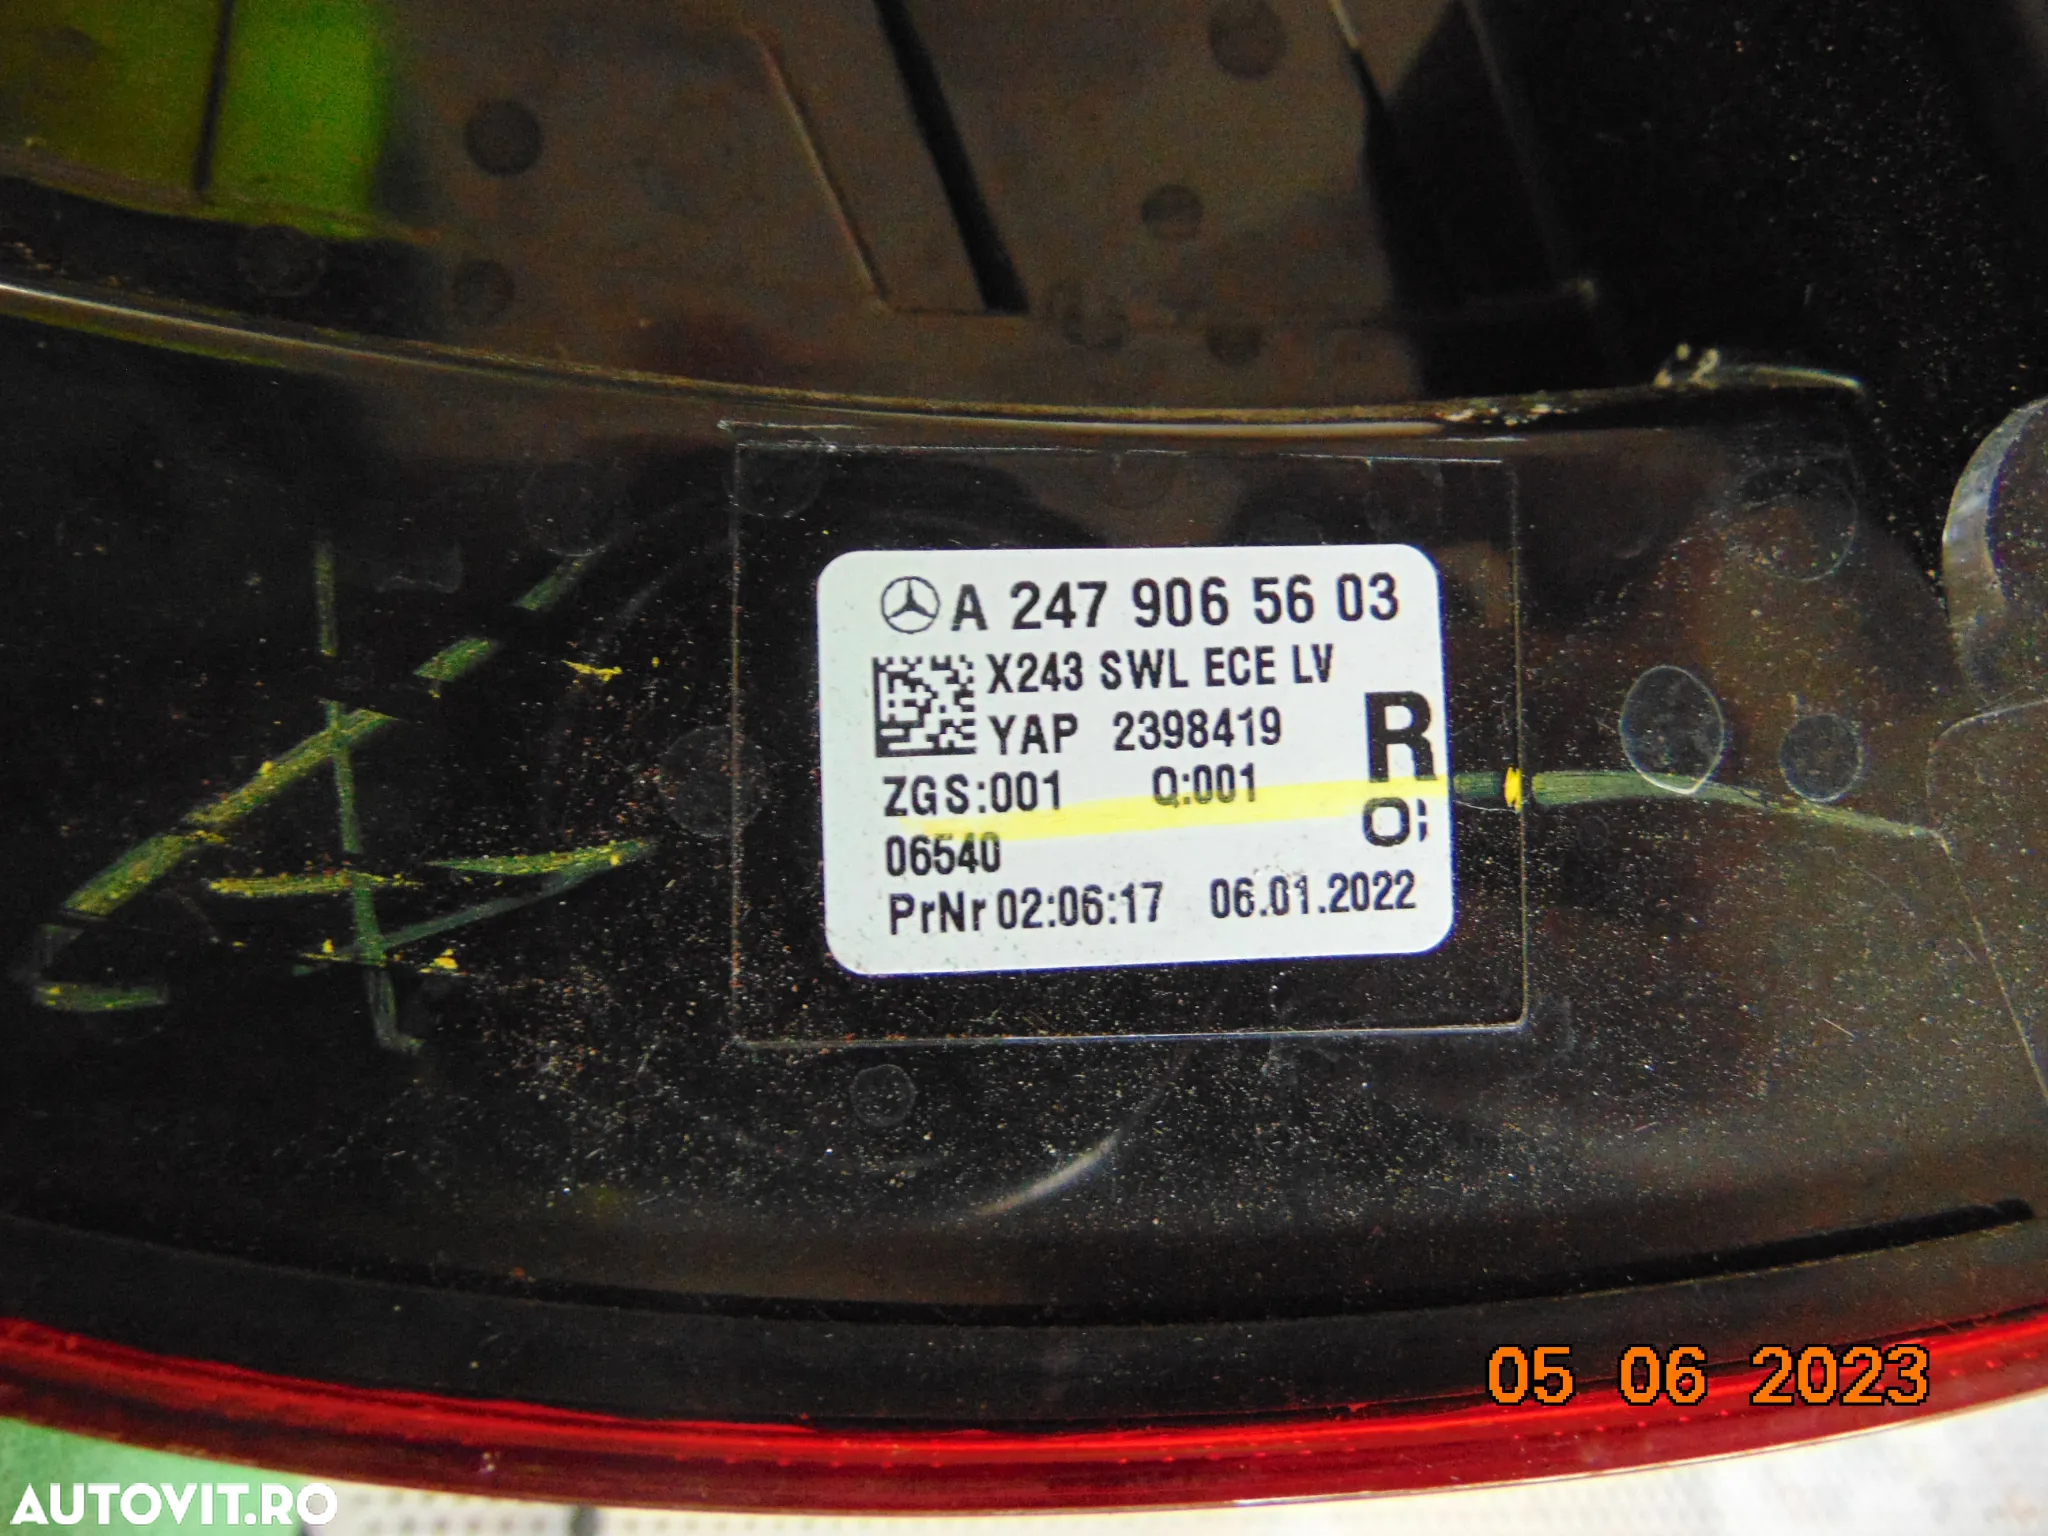 A 247 906 56 03
X243 SWL ECE LV
YAP 2398419
R
ZGS:001 Q:001
06540
PrNr 02:06:17 06.01.2022
05 06 2023
AUTOVIT.RO